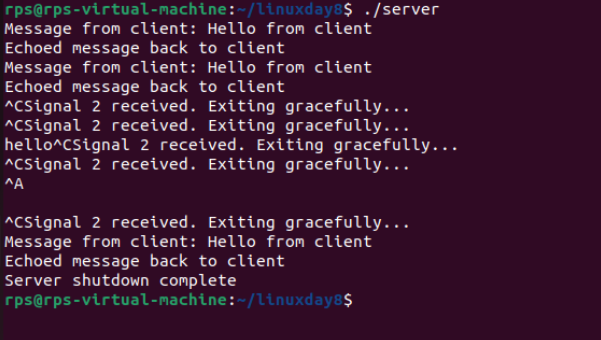 rps@rps-virtual-machine:~/linuxday8$ ./server
Message from client: Hello from client
Echoed message back to client
Message from client: Hello from client
Echoed message back to client
^CSignal 2 received. Exiting gracefully...
^CSignal 2 received. Exiting gracefully...
hello^CSignal 2 received. Exiting gracefully...
^CSignal 2 received. Exiting gracefully...
^A
^CSignal 2 received. Exiting gracefully...
Message from client: Hello from client
Echoed message back to client
Server shutdown complete
rps@rps-virtual-machine:~/linuxday8$